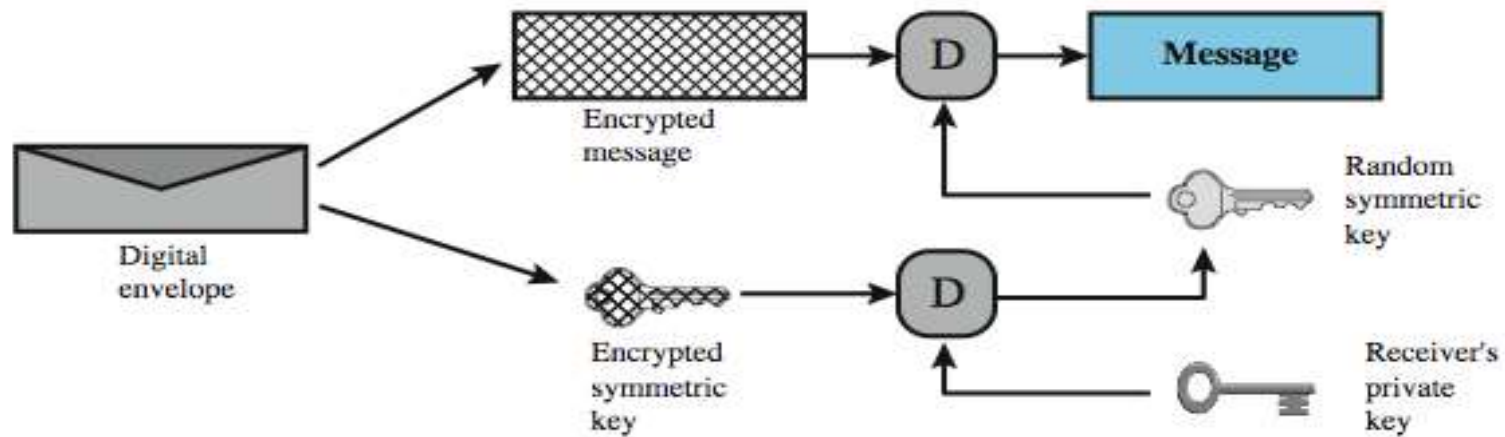 D
Message
Encrypted
message
Random
symmetric
key
Digital
envelope
D
Encrypted
symmetric
key
Receiver's
private
key